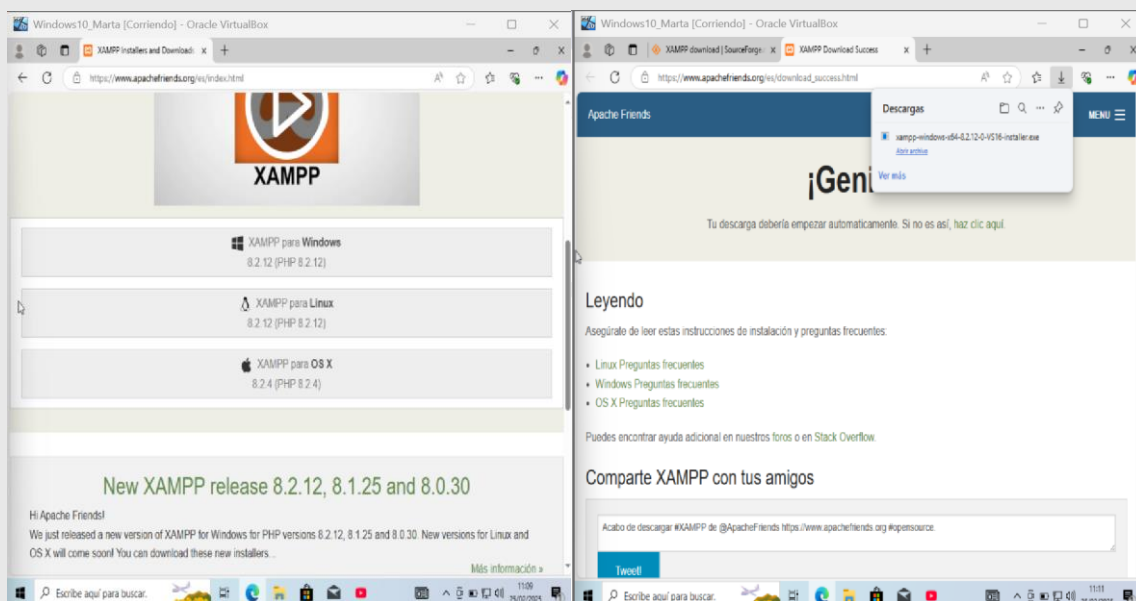 Windows10_Marta [Corriendo] - Oracle VirtualBox
XAMPP Installers and Downloads
https://www.apachefriends.org/es/index.html
XAMPP
XAMPP para Windows
8.2.12 (PHP 8.2.12)
XAMPP para Linux
8.2.12 (PHP 8.2.12)
XAMPP para OS X
8.2.4 (PHP 8.2.4)
New XAMPP release 8.2.12, 8.1.25 and 8.0.30
Hi Apache Friends!
We just released a new version of XAMPP for Windows for PHP versions 8.2.12, 8.1.25 and 8.0.30. New versions for Linux and
OS X will come soon! You can download these new installers...
Más información »
Escribe aquí para buscar.
11:09
25/02/2025
Windows10_Marta [Corriendo] - Oracle VirtualBox
XAMPP download | SourceForge.
XAMPP Download Success
https://www.apachefriends.org/es/download_success.html
Apache Friends
MENU
Descargas
xampp-windows-x64-8.2.12-0-VS16-installer.exe
Abrir archivo
Ver más
¡Geni
Tu descarga debería empezar automaticamente. Si no es así, haz clic aquí
Leyendo
Asegúrate de leer estas instrucciones de instalación y preguntas frecuentes:
Linux Preguntas frecuentes
Windows Preguntas frecuentes
OS X Preguntas frecuentes
Puedes encontrar ayuda adicional en nuestros foros o en Stack Overflow.
Comparte XAMPP con tus amigos
Acabo de descargar #XAMPP de @ApacheFriends https://www.apachefriends.org #opensource.
Tweet!
Escribe aquí para buscar.
11:11